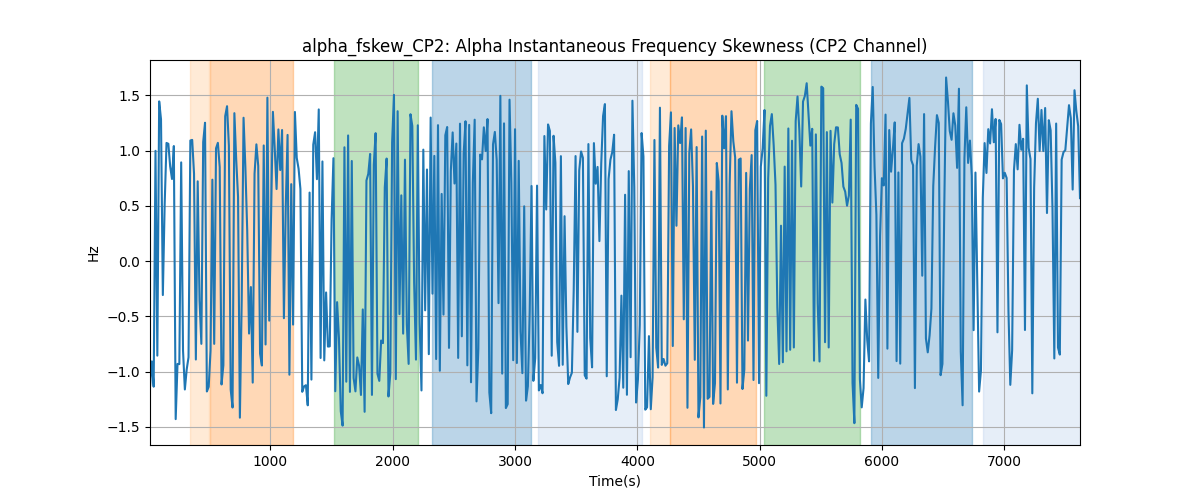 alpha_fskew_CP2: Alpha Instantaneous Frequency Skewness (CP2 Channel)
1.5
1.0
0.5
0.0
−0.5
−1.0
−1.5
Hz
1000 2000 3000 4000 5000 6000 7000
Time(s)